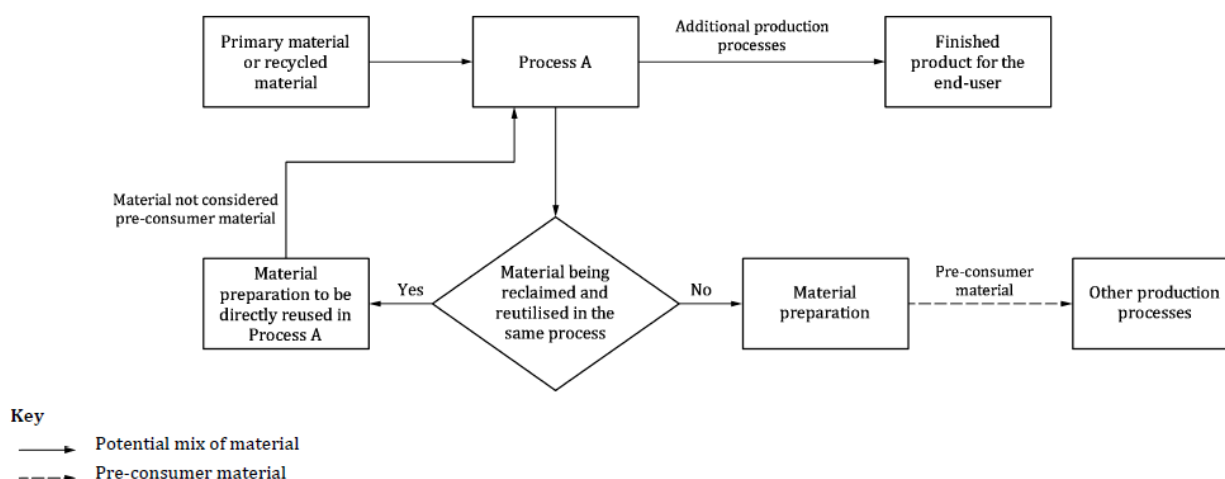 Primary material
or recycled
material
Process A
Additional production
processes
Finished
product for the
end-user
Material not considered
pre-consumer material
Material
preparation to be
directly reused in
Process A
Yes
Material being
reclaimed and
reutilised in the
same process
No
Material
preparation
Pre-consumer
material
Other production
processes
Key
Potential mix of material
Pre-consumer material